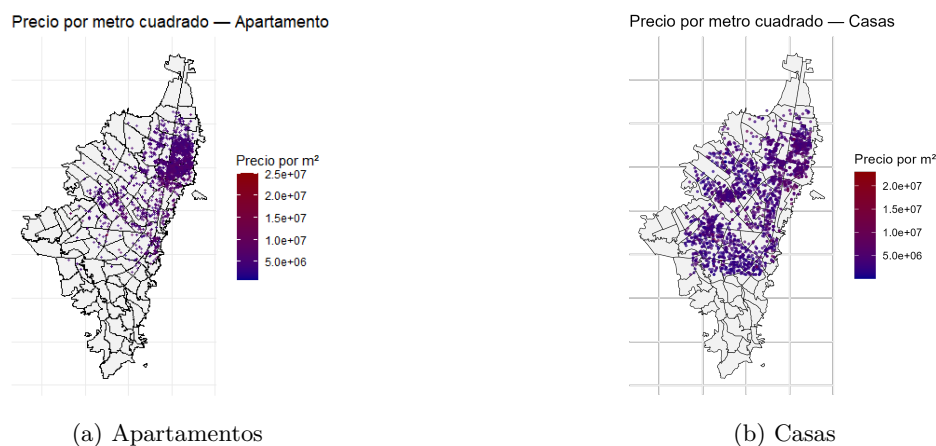 Precio por metro cuadrado — Apartamento
Precio por m²
2.5e+07
2.0e+07
1.5e+07
1.0e+07
5.0e+06
(a) Apartamentos
Precio por metro cuadrado — Casas
Precio por m²
2.0e+07
1.5e+07
1.0e+07
5.0e+06
(b) Casas